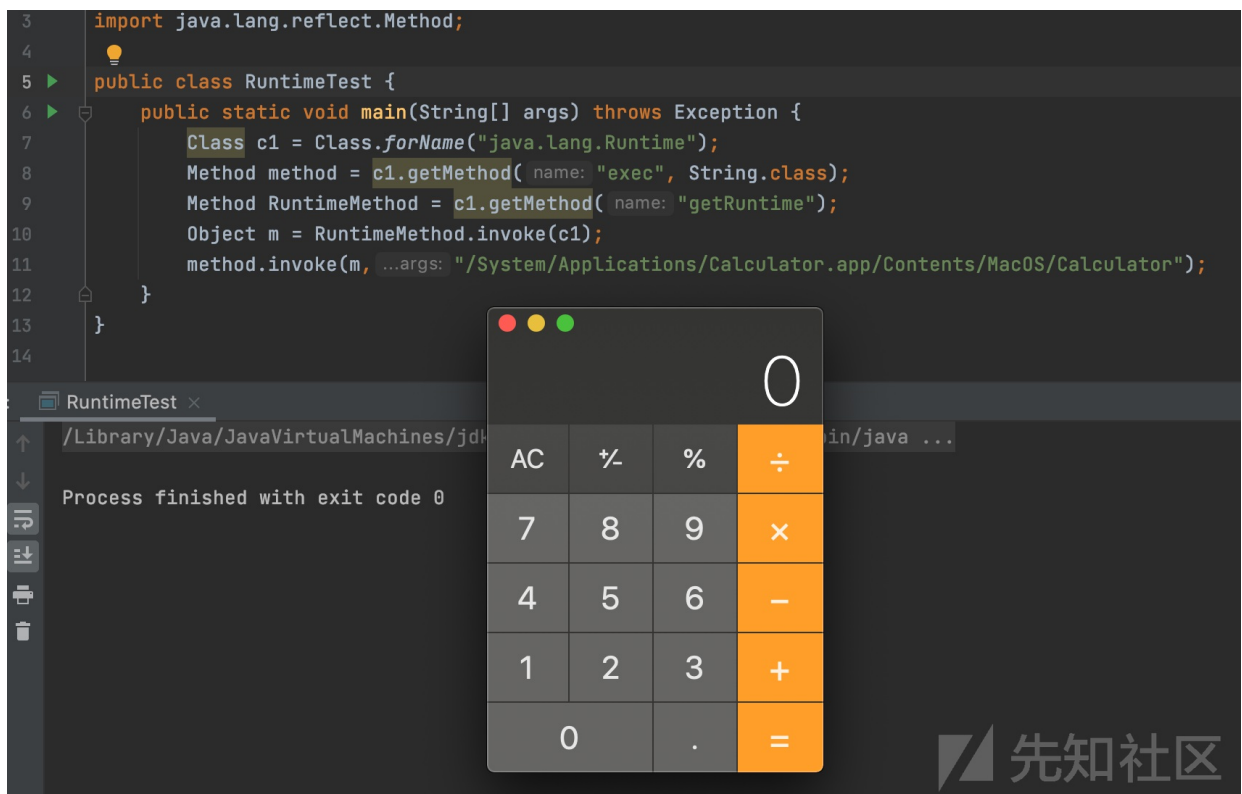 3 import java.lang.reflect.Method;
4
5 public class RuntimeTest {
6 public static void main(String[] args) throws Exception {
7 Class c1 = Class.forName("java.lang.Runtime");
8 Method method = c1.getMethod( name: "exec", String.class);
9 Method RuntimeMethod = c1.getMethod( name: "getRuntime");
10 Object m = RuntimeMethod.invoke(c1);
11 method.invoke(m, ...args: "/System/Applications/Calculator.app/Contents/MacOS/Calculator");
12 }
13 }
14
0
RuntimeTest ×
/Library/Java/JavaVirtualMachines/jdk
in/java ...
Process finished with exit code 0
AC ⁺∕₋ % ÷
7 8 9 ×
4 5 6 −
1 2 3 +
0 . =
先知社区